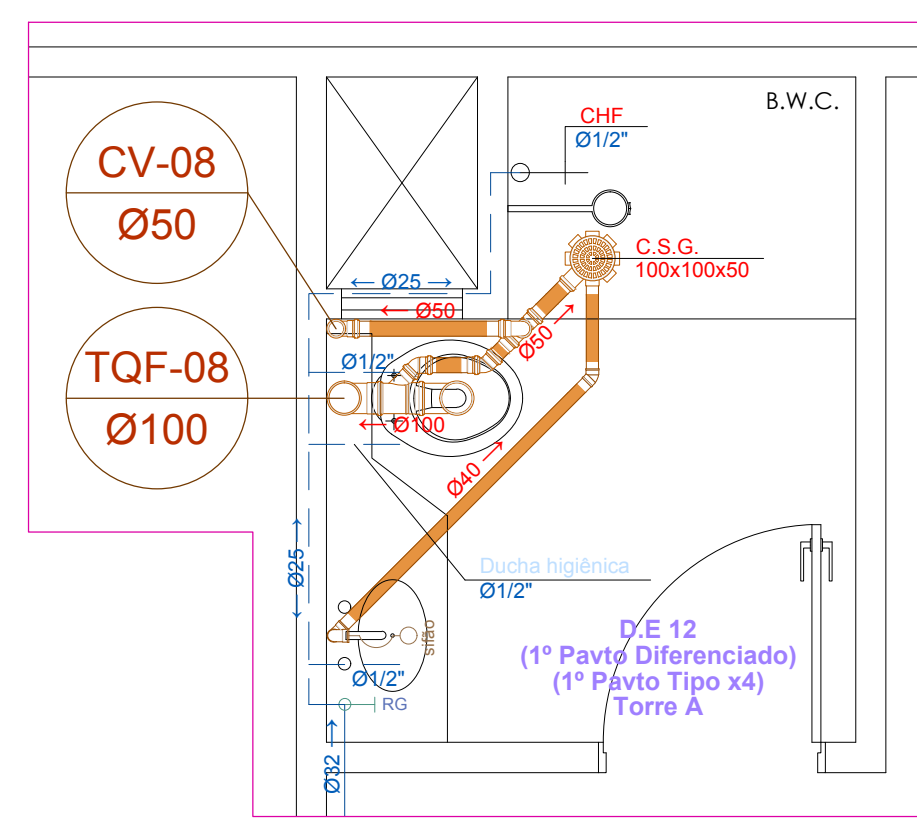 B.W.C.
CHF
Ø1/2"
CV-08
Ø50
C.S.G.
100x100x50
Ø25
Ø50
Ø50
Ø1/2"
TQF-08
Ø100
Ø100
Ø40
Ø25
Ducha higiênica
Ø1/2"
sifão
D.E 12
(1º Pavto Diferenciado)
(1º Pavto Tipo x4)
Torre A
Ø1/2"
RG
Ø32